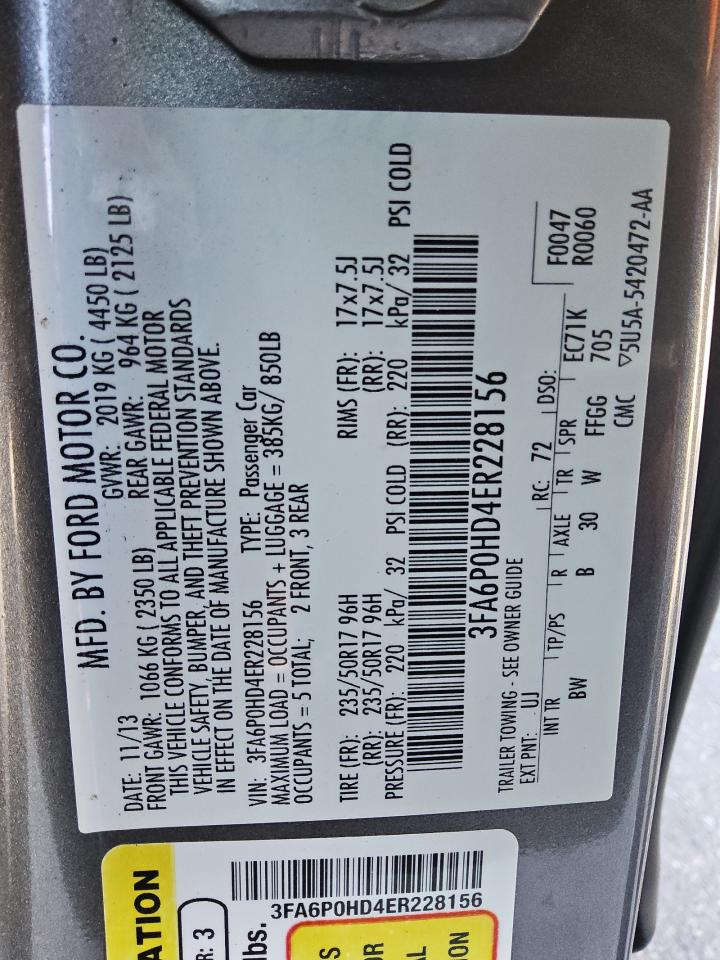 MFD. BY FORD MOTOR CO.
DATE: 11/13 GVWR: 2019 KG ( 4450 LB)
FRONT GAWR: 1066 KG ( 2350 LB) REAR GAWR: 964 KG ( 2125 LB)
THIS VEHICLE CONFORMS TO ALL APPLICABLE FEDERAL MOTOR
VEHICLE SAFETY, BUMPER, AND THEFT PREVENTION STANDARDS
IN EFFECT ON THE DATE OF MANUFACTURE SHOWN ABOVE.
VIN: 3FA6P0HD4ER228156 TYPE: Passenger Car
MAXIMUM LOAD = OCCUPANTS + LUGGAGE = 385KG/ 850LB
OCCUPANTS = 5 TOTAL, 2 FRONT, 3 REAR
TIRE (FR): 235/50R17 96H RIMS (FR): 17x7.5J
(RR): 235/50R17 96H (RR): 17x7.5J
PRESSURE (FR): 220 kPa/ 32 PSI COLD (RR): 220 kPa/ 32 PSI COLD
3FA6P0HD4ER228156
TRAILER TOWING - SEE OWNER GUIDE
EXT PNT: UJ RC: 72 DSO: F0047
R0060
INT TR TP/PS R AXLE TR SPR EC71K
BW B 30 W FFGG 705
CMC ▽5U5A-5420472-AA
ATION
R: 3
lbs.
3FA6P0HD4ER228156
S
OR
AL
ON